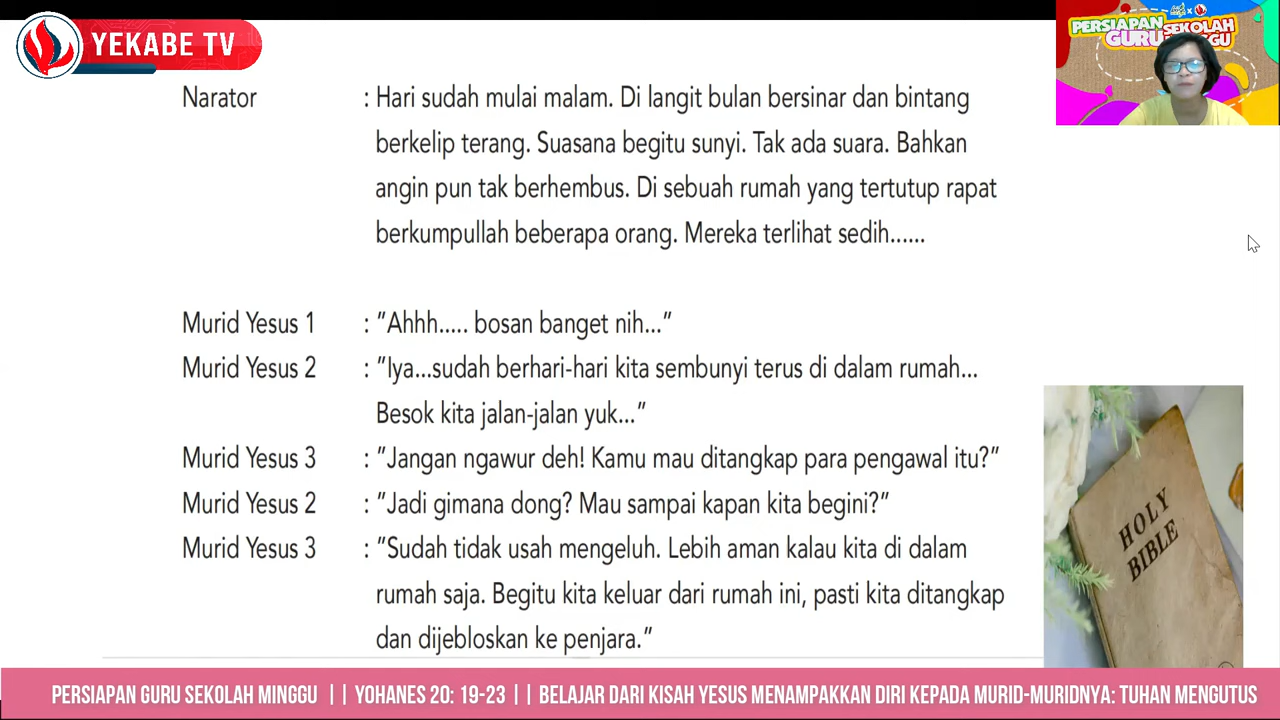 YEKABE TV
PERSIAPAN
GURU SEKOLAH
Narator : Hari sudah mulai malam. Di langit bulan bersinar dan bintang
berkelip terang. Suasana begitu sunyi. Tak ada suara. Bahkan
angin pun tak berhembus. Di sebuah rumah yang tertutup rapat
berkumpullah beberapa orang. Mereka terlihat sedih......
Murid Yesus 1 : "Ahhh..... bosan banget nih..."
Murid Yesus 2 : "Iya...sudah berhari-hari kita sembunyi terus di dalam rumah...
Besok kita jalan-jalan yuk..."
Murid Yesus 3 : "Jangan ngawur deh! Kamu mau ditangkap para pengawal itu?"
Murid Yesus 2 : "Jadi gimana dong? Mau sampai kapan kita begini?"
Murid Yesus 3 : "Sudah tidak usah mengeluh. Lebih aman kalau kita di dalam
rumah saja. Begitu kita keluar dari rumah ini, pasti kita ditangkap
dan dijebloskan ke penjara."
HOLY
BIBLE
PERSIAPAN GURU SEKOLAH MINGGU || YOHANES 20: 19-23 || BELAJAR DARI KISAH YESUS MENAMPAKKAN DIRI KEPADA MURID-MURIDNYA: TUHAN MENGUTUS